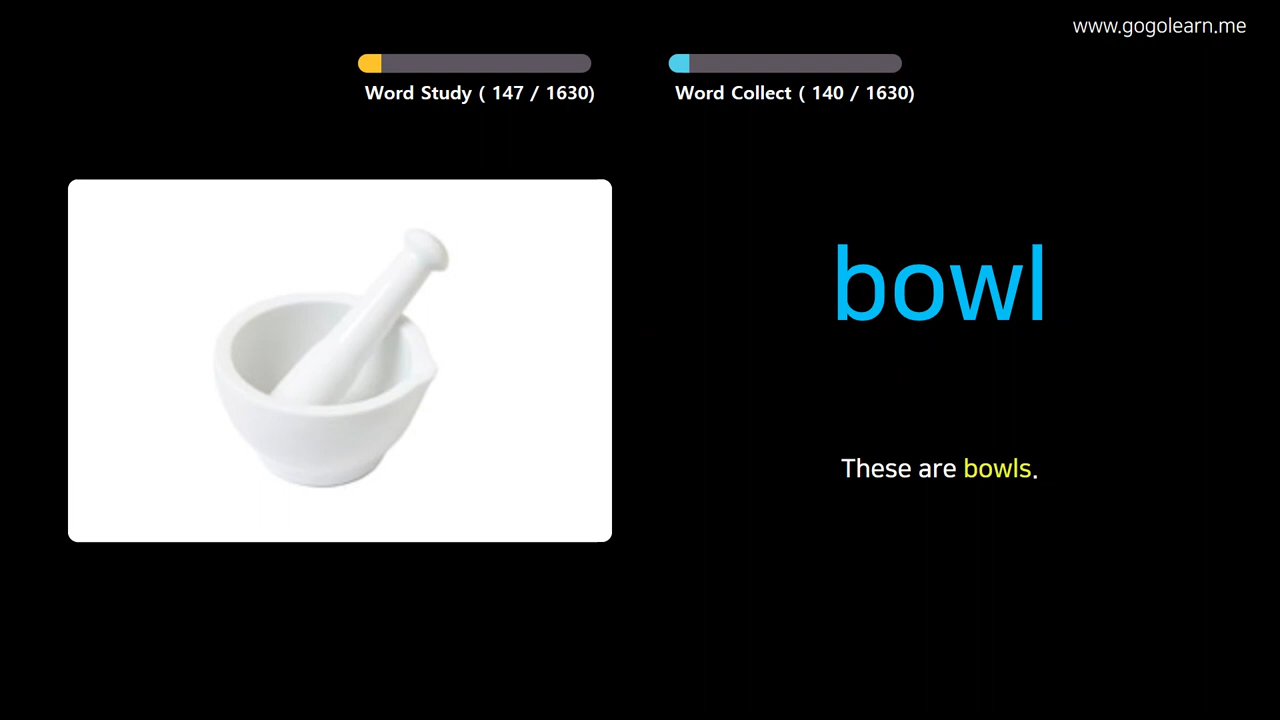 www.gogolearn.me
Word Study ( 147 / 1630)
Word Collect ( 140 / 1630)
bowl
These are bowls.